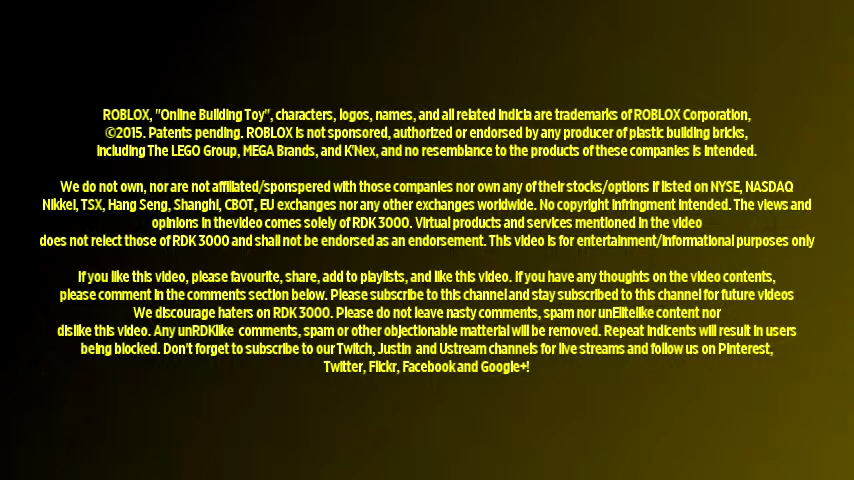 ROBLOX, "Online Building Toy", characters, logos, names, and all related indicia are trademarks of ROBLOX Corporation,
©2015. Patents pending. ROBLOX is not sponsored, authorized or endorsed by any producer of plastic building bricks,
including The LEGO Group, MEGA Brands, and K'Nex, and no resemblance to the products of these companies is intended.
We do not own, nor are not affiliated/sponspered with those companies nor own any of their stocks/options if listed on NYSE, NASDAQ
Nikkei, TSX, Hang Seng, Shanghi, CBOT, EU exchanges nor any other exchanges worldwide. No copyright infringment intended. The views and
opinions in thevideo comes solely of RDK 3000. Virtual products and services mentioned in the video
does not relect those of RDK 3000 and shall not be endorsed as an endorsement. This video is for entertainment/informational purposes only
If you like this video, please favourite, share, add to playlists, and like this video. If you have any thoughts on the video contents,
please comment in the comments section below. Please subscribe to this channel and stay subscribed to this channel for future videos
We discourage haters on RDK 3000. Please do not leave nasty comments, spam nor unElitelike content nor
dislike this video. Any unRDKlike comments, spam or other objectionable matterial will be removed. Repeat indicents will result in users
being blocked. Don't forget to subscribe to our Twitch, Justin and Ustream channels for live streams and follow us on Pinterest,
Twitter, Flickr, Facebook and Google+!